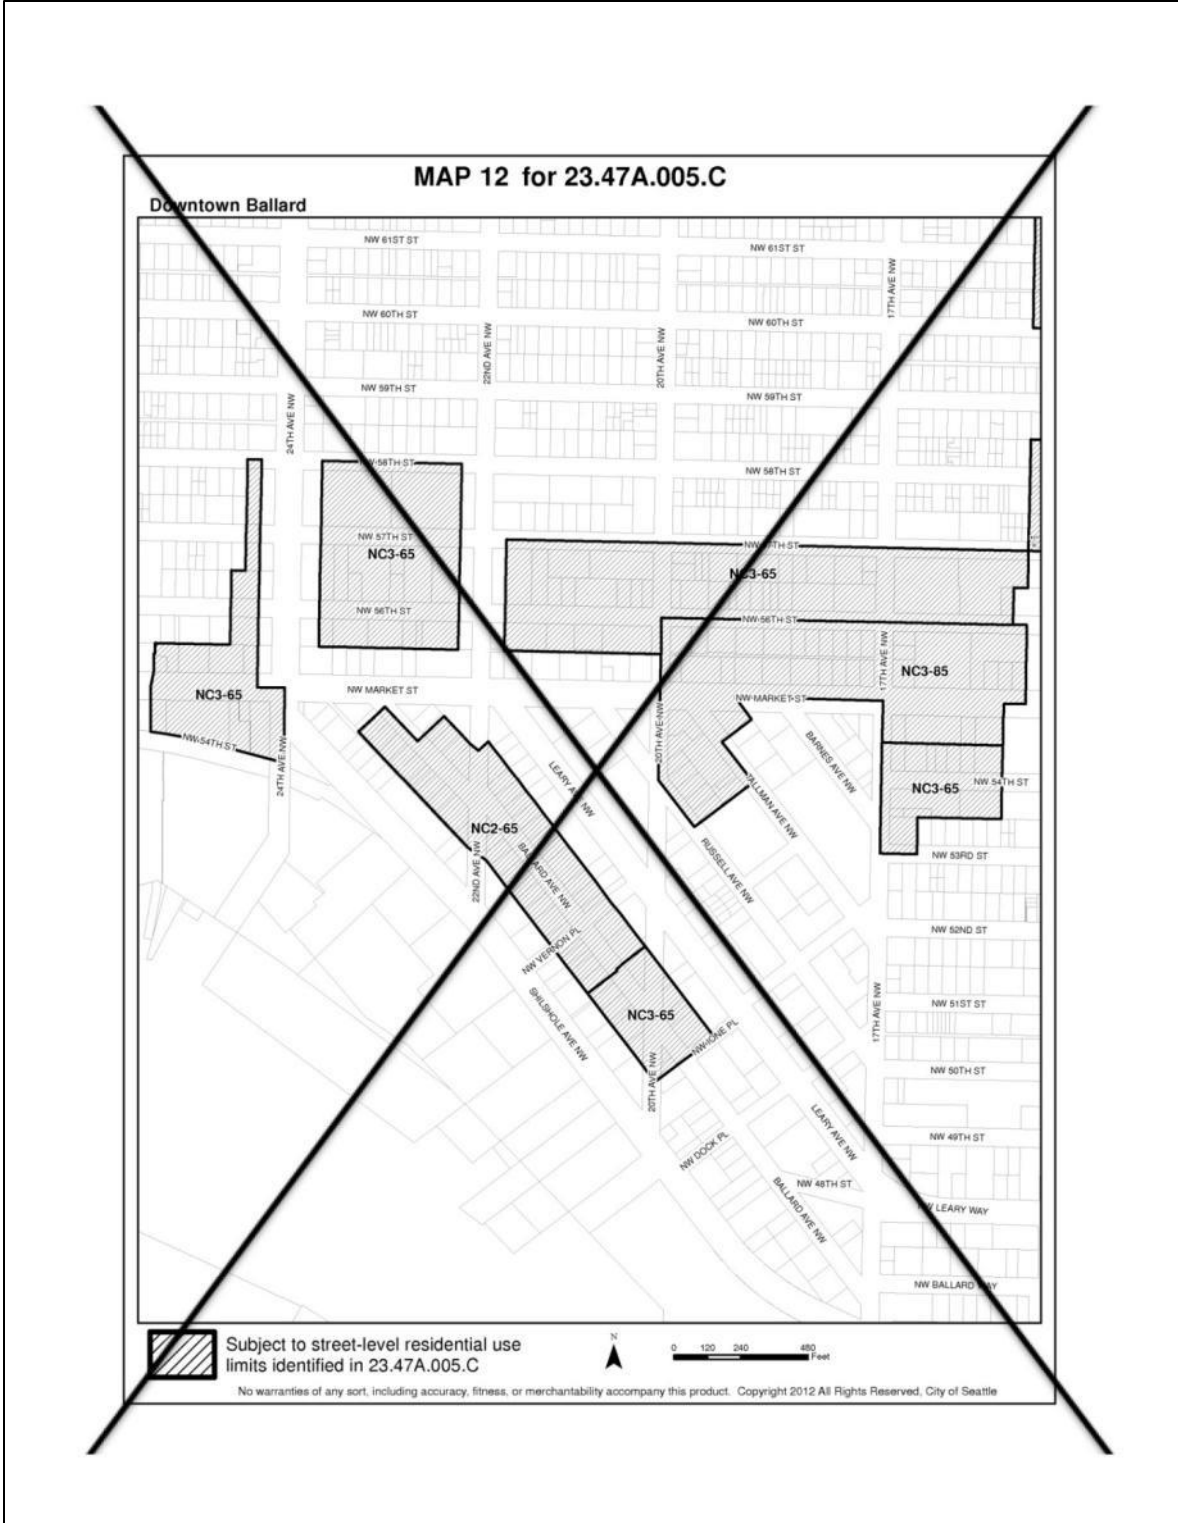 MAP 12 for 23.47A.005.C
Downtown Ballard
NW 61ST ST
NW 61ST ST
17TH AVE NW
NW 60TH ST
NW 60TH ST
22ND AVE NW
20TH AVE NW
NW 59TH ST
NW 59TH ST
24TH AVE NW
NW 58TH ST
NW 58TH ST
NW 57TH ST
NC3-65
NW 56TH ST
NC3-65
NW 56TH ST
17TH AVE NW
NC3-85
NC3-65
NW MARKET ST
NW MARKET ST
20TH AVE NW
NW 54TH ST
24TH AVE NW
BARNES AVE NW
LEARY AVE NW
TALLMAN AVE NW
NC3-65
NW 54TH ST
NC2-65
BALLARD AVE NW
22ND AVE NW
RUSSELL AVE NW
NW 53RD ST
NW 52ND ST
NW VERNON PL
SHILSHOLE AVE NW
NC3-65
NW IONE PL
17TH AVE NW
NW 51ST ST
20TH AVE NW
NW 50TH ST
LEARY AVE NW
NW 49TH ST
NW DOCK PL
NW 48TH ST
BALLARD AVE NW
NW LEARY WAY
NW BALLARD WAY
Subject to street-level residential use
limits identified in 23.47A.005.C
N
0 120 240 480
Feet
No warranties of any sort, including accuracy, fitness, or merchantability accompany this product. Copyright 2012 All Rights Reserved, City of Seattle